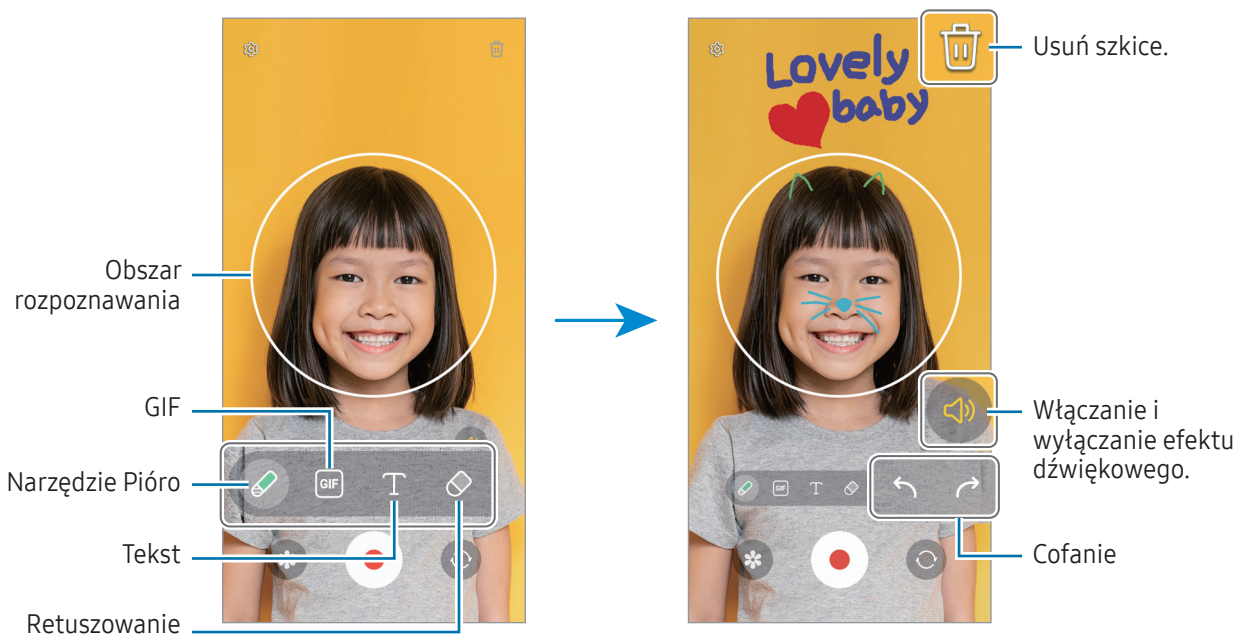 Lovely
baby
Usuń szkice.
Obszar
rozpoznawania
GIF
Narzędzie Pióro
GIF
Tekst
Retuszowanie
GIF
Włączanie i
wyłączanie efektu
dźwiękowego.
Cofanie